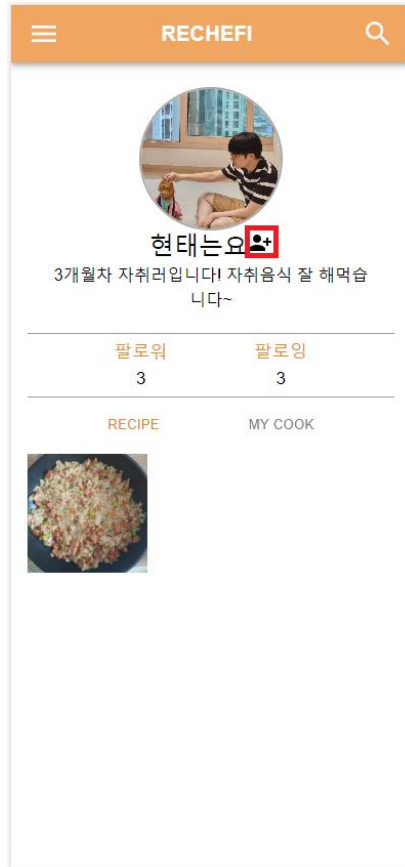 RECHEFI
현태는요
3개월차 자취러입니다! 자취음식 잘 해먹습
니다~
팔로워 팔로잉
3 3
RECIPE MY COOK